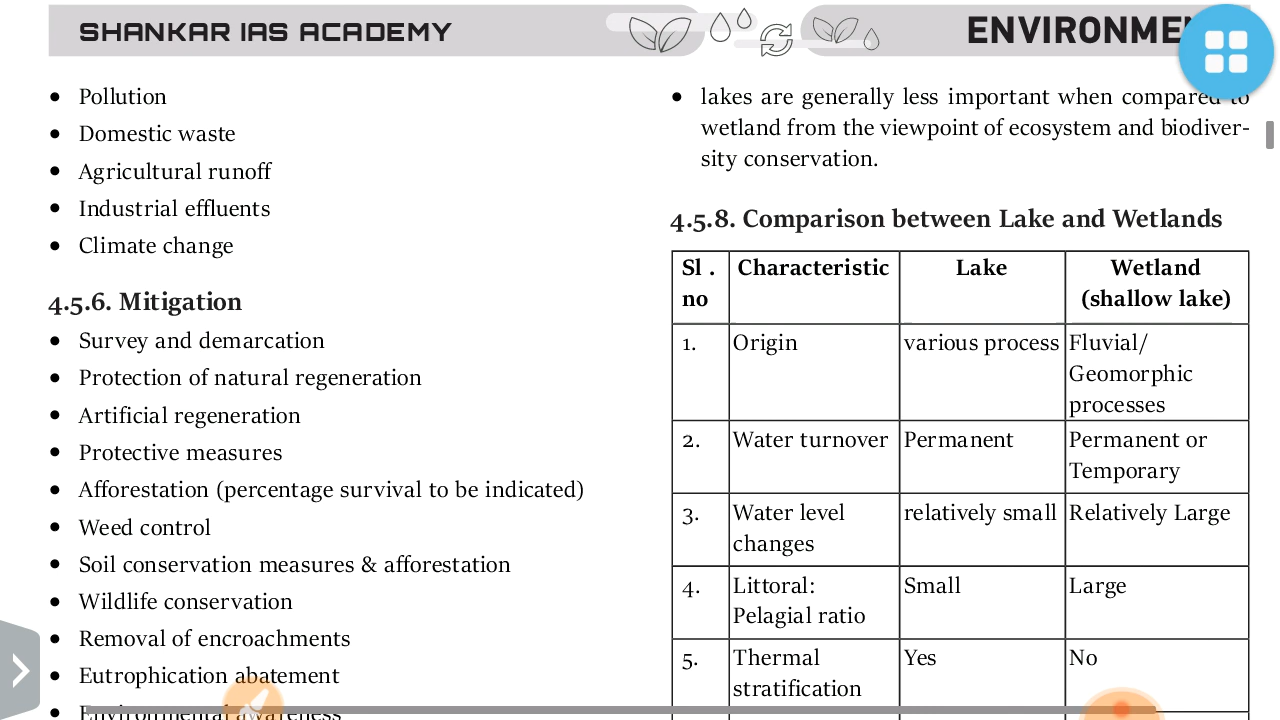 SHANKAR IAS ACADEMY
• Pollution
• Domestic waste
• Agricultural runoff
• Industrial effluents
• Climate change
4.5.6. Mitigation
• Survey and demarcation
• Protection of natural regeneration
• Artificial regeneration
• Protective measures
• Afforestation (percentage survival to be indicated)
• Weed control
• Soil conservation measures & afforestation
• Wildlife conservation
• Removal of encroachments
• Eutrophication abatement
• Environmental awareness
ENVIRONME
• lakes are generally less important when compared to
wetland from the viewpoint of ecosystem and biodiver-
sity conservation.
4.5.8. Comparison between Lake and Wetlands
Sl . no | Characteristic | Lake | Wetland (shallow lake)
1. | Origin | various process | Fluvial/ Geomorphic processes
2. | Water turnover | Permanent | Permanent or Temporary
3. | Water level changes | relatively small | Relatively Large
4. | Littoral: Pelagial ratio | Small | Large
5. | Thermal stratification | Yes | No